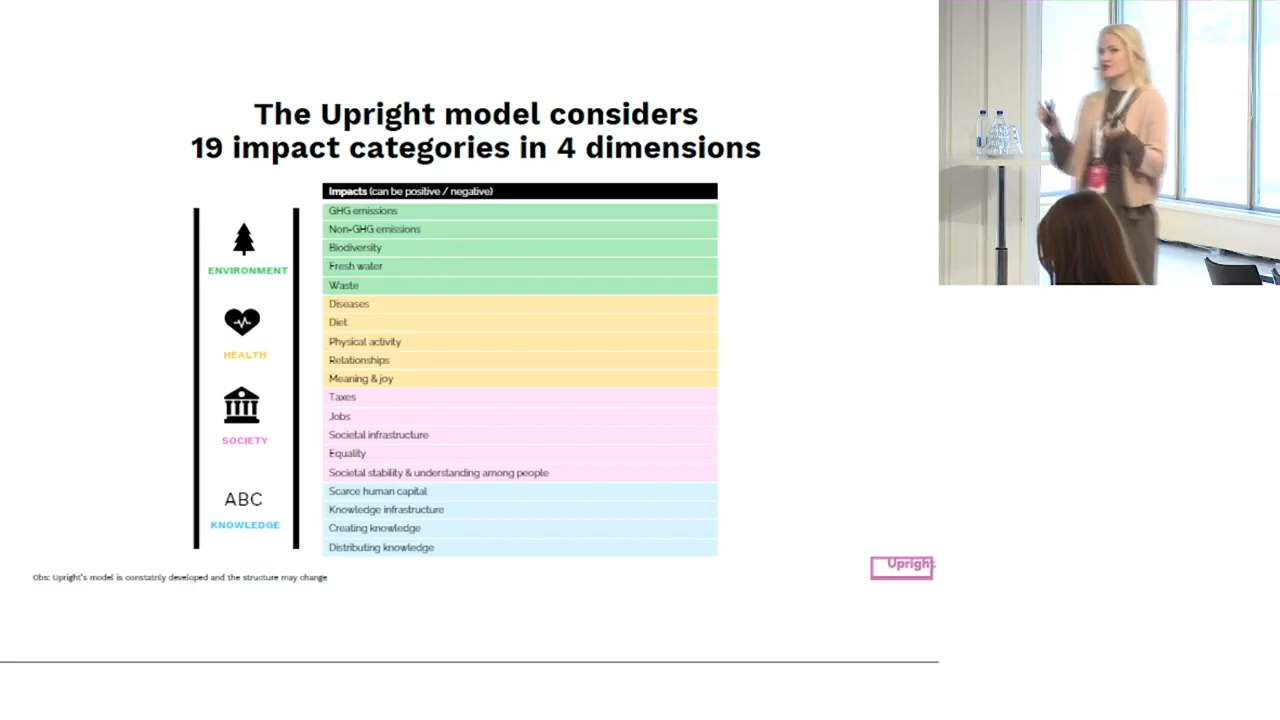 The Upright model considers
19 impact categories in 4 dimensions
Impacts (can be positive / negative)
ENVIRONMENT
GHG emissions
Non-GHG emissions
Biodiversity
Fresh water
Waste
HEALTH
Diseases
Diet
Physical activity
Relationships
Meaning & joy
SOCIETY
Taxes
Jobs
Societal infrastructure
Equality
Societal stability & understanding among people
ABC
KNOWLEDGE
Scarce human capital
Knowledge infrastructure
Creating knowledge
Distributing knowledge
Obs: Upright's model is constatnly developed and the structure may change
Upright